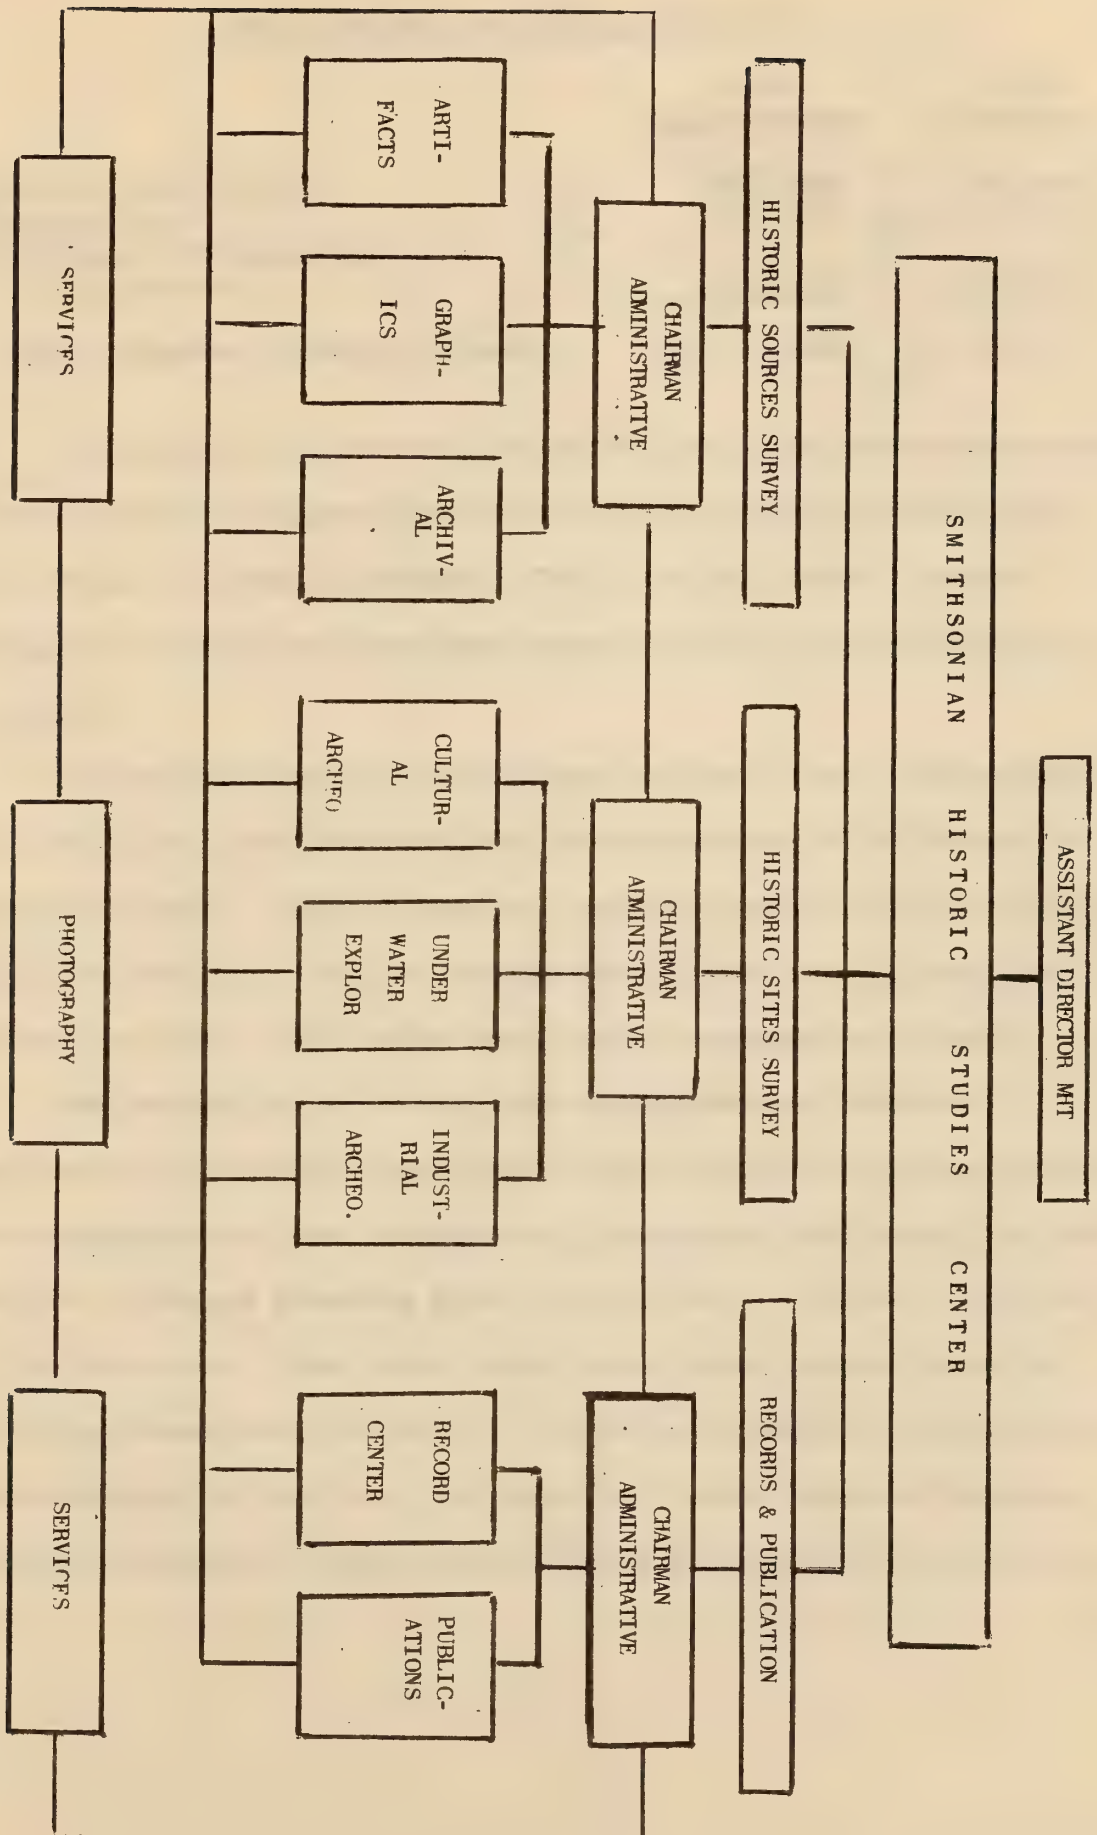 ASSISTANT DIRECTOR MHT
SMITHSONIAN HISTORIC STUDIES CENTER
HISTORIC SOURCES SURVEY
HISTORIC SITES SURVEY
RECORDS & PUBLICATION
CHAIRMAN
ADMINISTRATIVE
CHAIRMAN
ADMINISTRATIVE
CHAIRMAN
ADMINISTRATIVE
ARTI-
FACTS
GRAPH-
ICS
ARCHIV-
AL
CULTUR-
AL
ARCHEO
UNDER
WATER
EXPLOR
INDUST-
RIAL
ARCHEO.
RECORD
CENTER
PUBLIC-
ATIONS
SERVICES
PHOTOGRAPHY
SERVICES